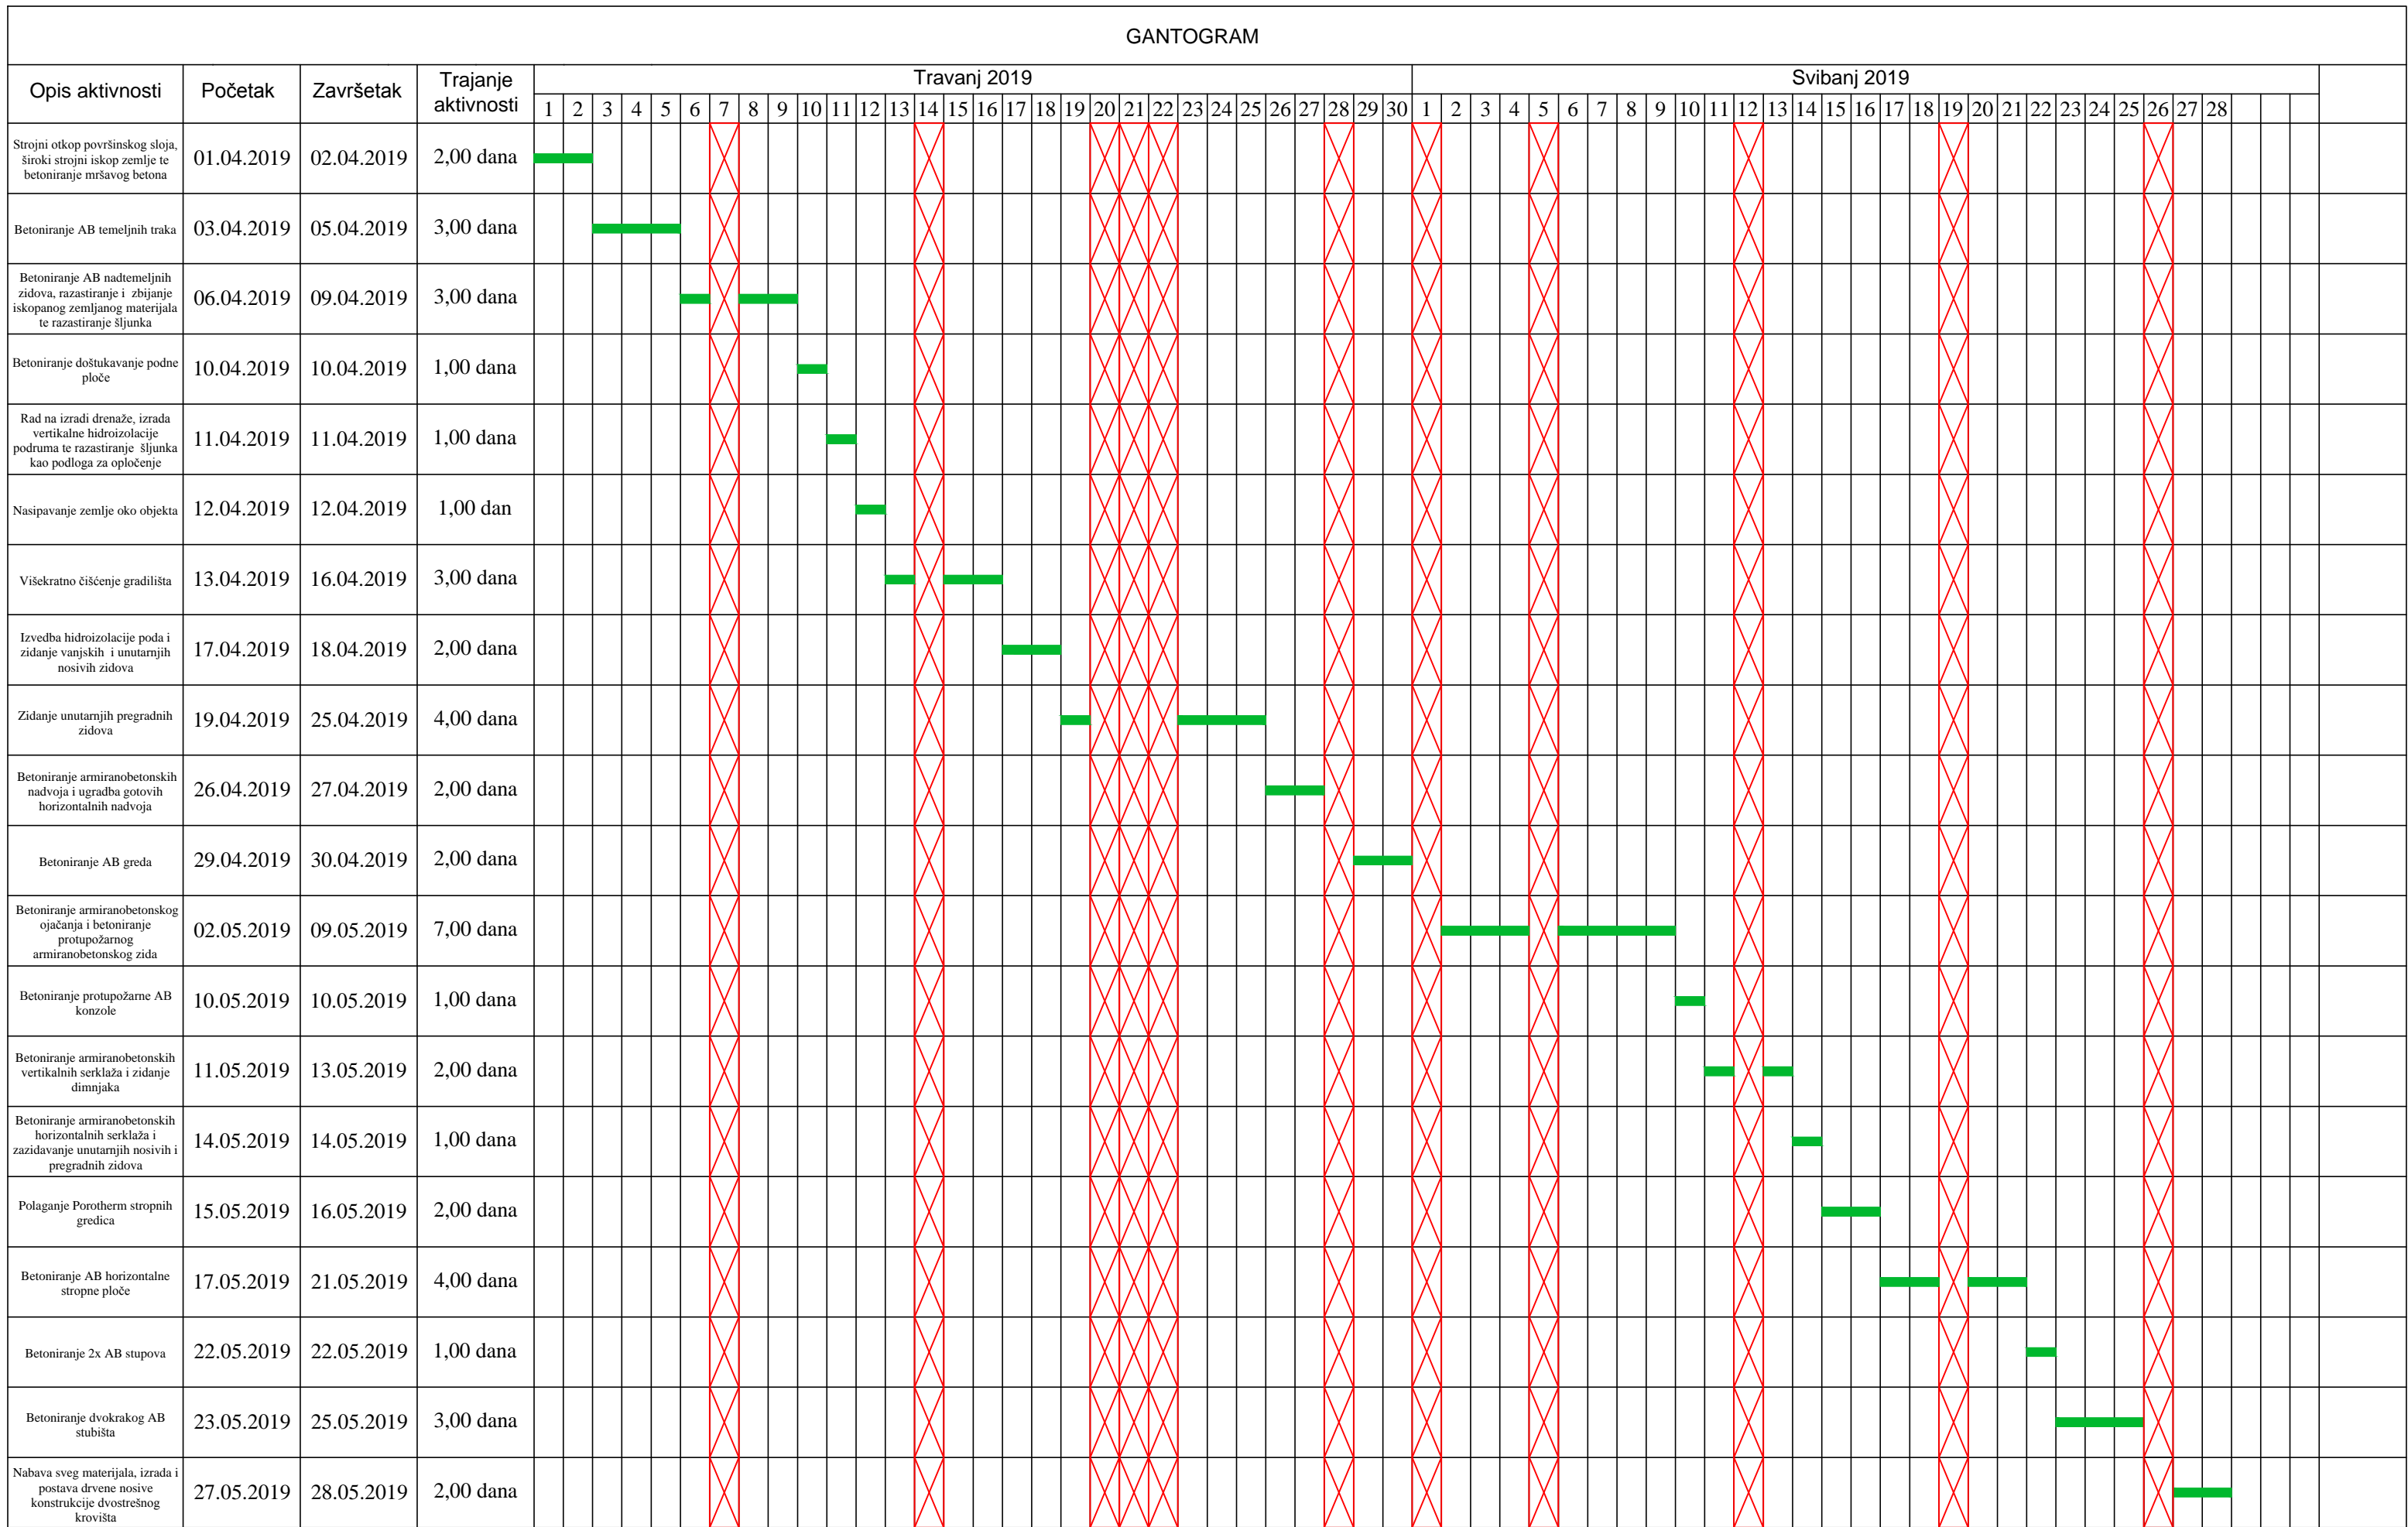 GANTOGRAM
Opis aktivnosti
Početak
Završetak
Trajanje
aktivnosti
Travanj 2019
Svibanj 2019
1 2 3 4 5 6 7 8 9 10 11 12 13 14 15 16 17 18 19 20 21 22 23 24 25 26 27 28 29 30 1 2 3 4 5 6 7 8 9 10 11 12 13 14 15 16 17 18 19 20 21 22 23 24 25 26 27 28
Strojni otkop površinskog sloja,
široki strojni iskop zemlje te
betoniranje mršavog betona
01.04.2019 02.04.2019 2,00 dana
Betoniranje AB temeljnih traka
03.04.2019 05.04.2019 3,00 dana
Betoniranje AB nadtemeljnih
zidova, razastiranje i zbijanje
iskopanog zemljanog materijala
te razastiranje šljunka
06.04.2019 09.04.2019 3,00 dana
Betoniranje doštukavanje podne
ploče
10.04.2019 10.04.2019 1,00 dana
Rad na izradi drenaže, izrada
vertikalne hidroizolacije
podruma te razastiranje šljunka
kao podloga za opločenje
11.04.2019 11.04.2019 1,00 dana
Nasipavanje zemlje oko objekta
12.04.2019 12.04.2019 1,00 dan
Višekratno čišćenje gradilišta
13.04.2019 16.04.2019 3,00 dana
Izvedba hidroizolacije poda i
zidanje vanjskih i unutarnjih
nosivih zidova
17.04.2019 18.04.2019 2,00 dana
Zidanje unutarnjih pregradnih
zidova
19.04.2019 25.04.2019 4,00 dana
Betoniranje armiranobetonskih
nadvoja i ugradba gotovih
horizontalnih nadvoja
26.04.2019 27.04.2019 2,00 dana
Betoniranje AB greda
29.04.2019 30.04.2019 2,00 dana
Betoniranje armiranobetonskog
ojačanja i betoniranje
protupožarnog
armiranobetonskog zida
02.05.2019 09.05.2019 7,00 dana
Betoniranje protupožarne AB
konzole
10.05.2019 10.05.2019 1,00 dana
Betoniranje armiranobetonskih
vertikalnih serklaža i zidanje
dimnjaka
11.05.2019 13.05.2019 2,00 dana
Betoniranje armiranobetonskih
horizontalnih serklaža i
zazidavanje unutarnjih nosivih i
pregradnih zidova
14.05.2019 14.05.2019 1,00 dana
Polaganje Porotherm stropnih
gredica
15.05.2019 16.05.2019 2,00 dana
Betoniranje AB horizontalne
stropne ploče
17.05.2019 21.05.2019 4,00 dana
Betoniranje 2x AB stupova
22.05.2019 22.05.2019 1,00 dana
Betoniranje dvokrakog AB
stubišta
23.05.2019 25.05.2019 3,00 dana
Nabava sveg materijala, izrada i
postava drvene nosive
konstrukcije dvostrešnog
krovišta
27.05.2019 28.05.2019 2,00 dana